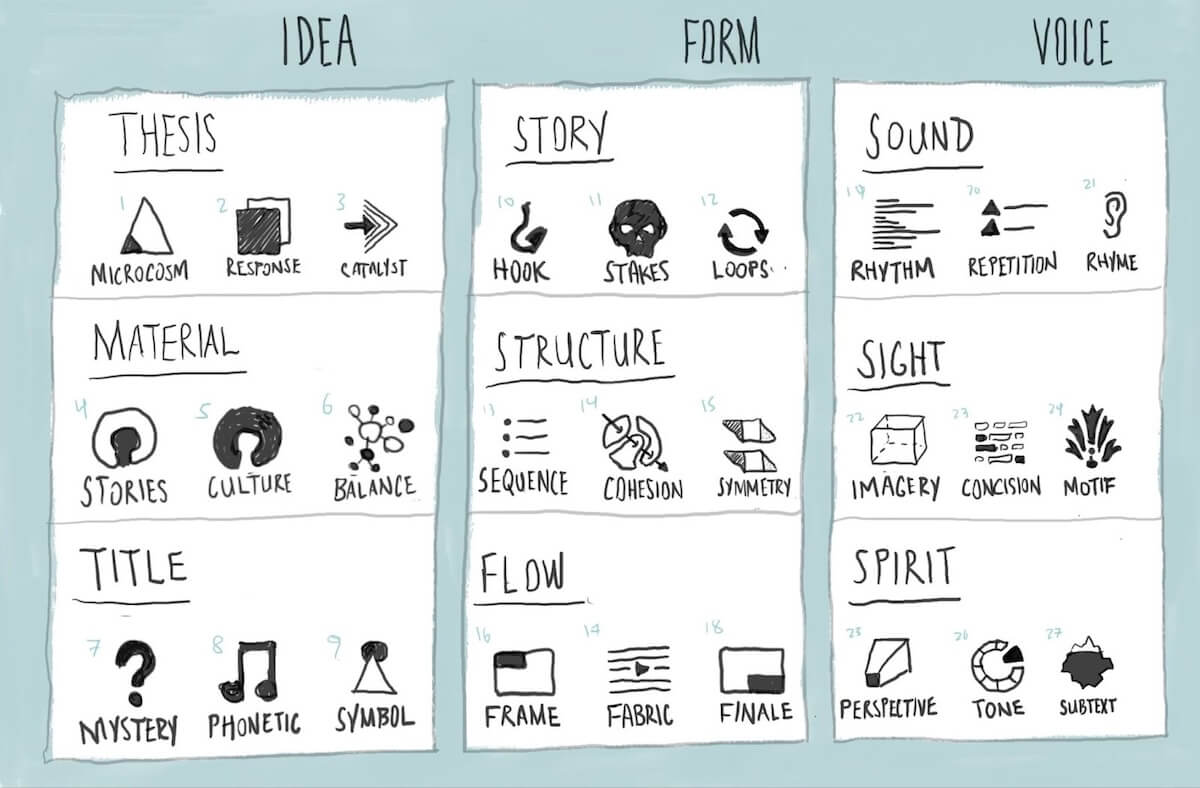 IDEA
FORM
VOICE
THESIS
1 2 3
MICROCOSM RESPONSE CATALYST
MATERIAL
4 5 6
STORIES CULTURE BALANCE
TITLE
7 8 9
MYSTERY PHONETIC SYMBOL
STORY
10 11 12
HOOK STAKES LOOPS..
STRUCTURE
13 14 15
SEQUENCE COHESION SYMMETRY
FLOW
16 17 18
FRAME FABRIC FINALE
SOUND
19 20 21
RHYTHM REPETITION RHYME
SIGHT
22 23 24
IMAGERY CONCISION MOTIF
SPIRIT
25 26 27
PERSPECTIVE TONE SUBTEXT